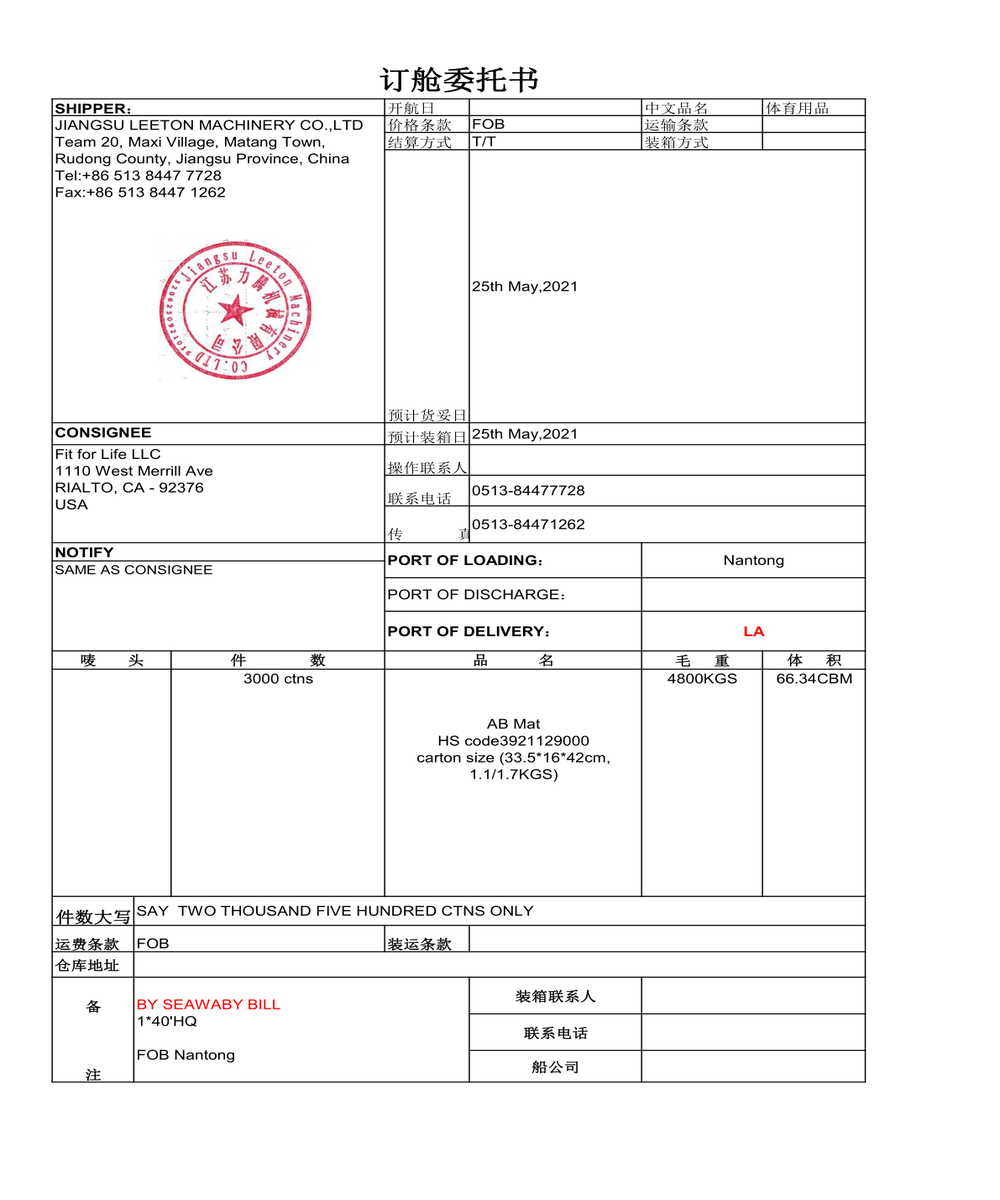 订舱委托书
SHIPPER：
开航日
中文品名
体育用品
JIANGSU LEETON MACHINERY CO.,LTD
Team 20, Maxi Village, Matang Town,
Rudong County, Jiangsu Province, China
Tel:+86 513 8447 7728
Fax:+86 513 8447 1262
价格条款
FOB
运输条款
结算方式
T/T
装箱方式
Jiangsu Leeton Machinery CO.LTD
江苏力腾机械有限公司
预计货妥日
25th May,2021
CONSIGNEE
预计装箱日
25th May,2021
Fit for Life LLC
1110 West Merrill Ave
RIALTO, CA - 92376
USA
操作联系人
联系电话
0513-84477728
传 真
0513-84471262
NOTIFY
SAME AS CONSIGNEE
PORT OF LOADING：
Nantong
PORT OF DISCHARGE：
PORT OF DELIVERY：
LA
唛 头
件 数
品 名
毛 重
体 积
3000 ctns
AB Mat
HS code3921129000
carton size (33.5*16*42cm,
1.1/1.7KGS)
4800KGS
66.34CBM
件数大写
SAY  TWO THOUSAND FIVE HUNDRED CTNS ONLY
运费条款
FOB
装运条款
仓库地址
备
注
BY SEAWABY BILL
1*40'HQ
FOB Nantong
装箱联系人
联系电话
船公司